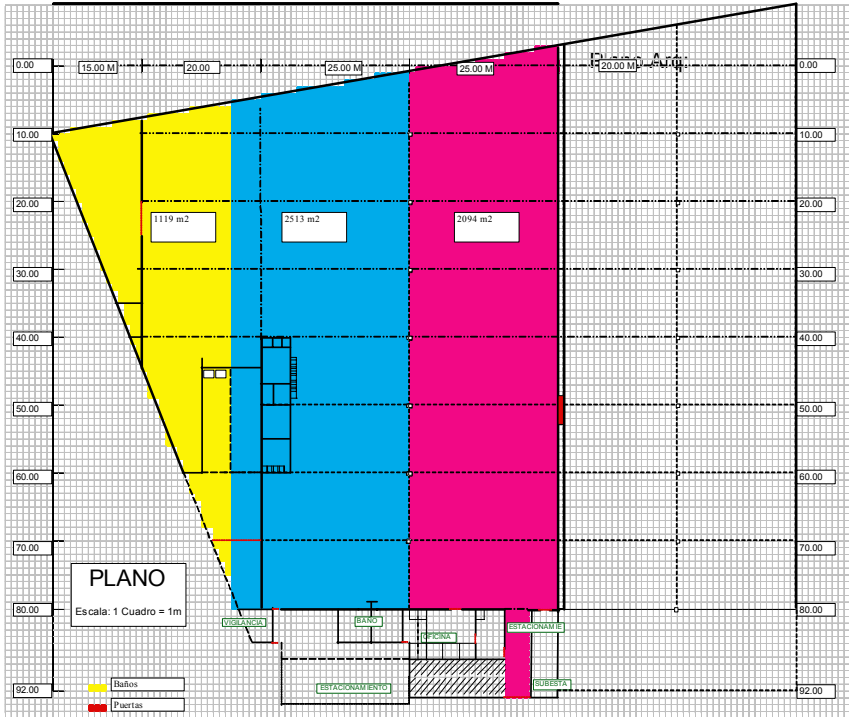 0.00
15.00 M
20.00
25.00 M
25.00 M
20.00 M
0.00
10.00
10.00
20.00
20.00
1119 m2
2513 m2
2094 m2
30.00
30.00
40.00
40.00
50.00
50.00
60.00
60.00
70.00
70.00
PLANO
Escala: 1 Cuadro = 1m
80.00
80.00
VIGILANCIA
BAÑO
OFICINA
ESTACIONAMIE
ESTACIONAMIENTO
SUBESTA
Baños
92.00
92.00
Puertas